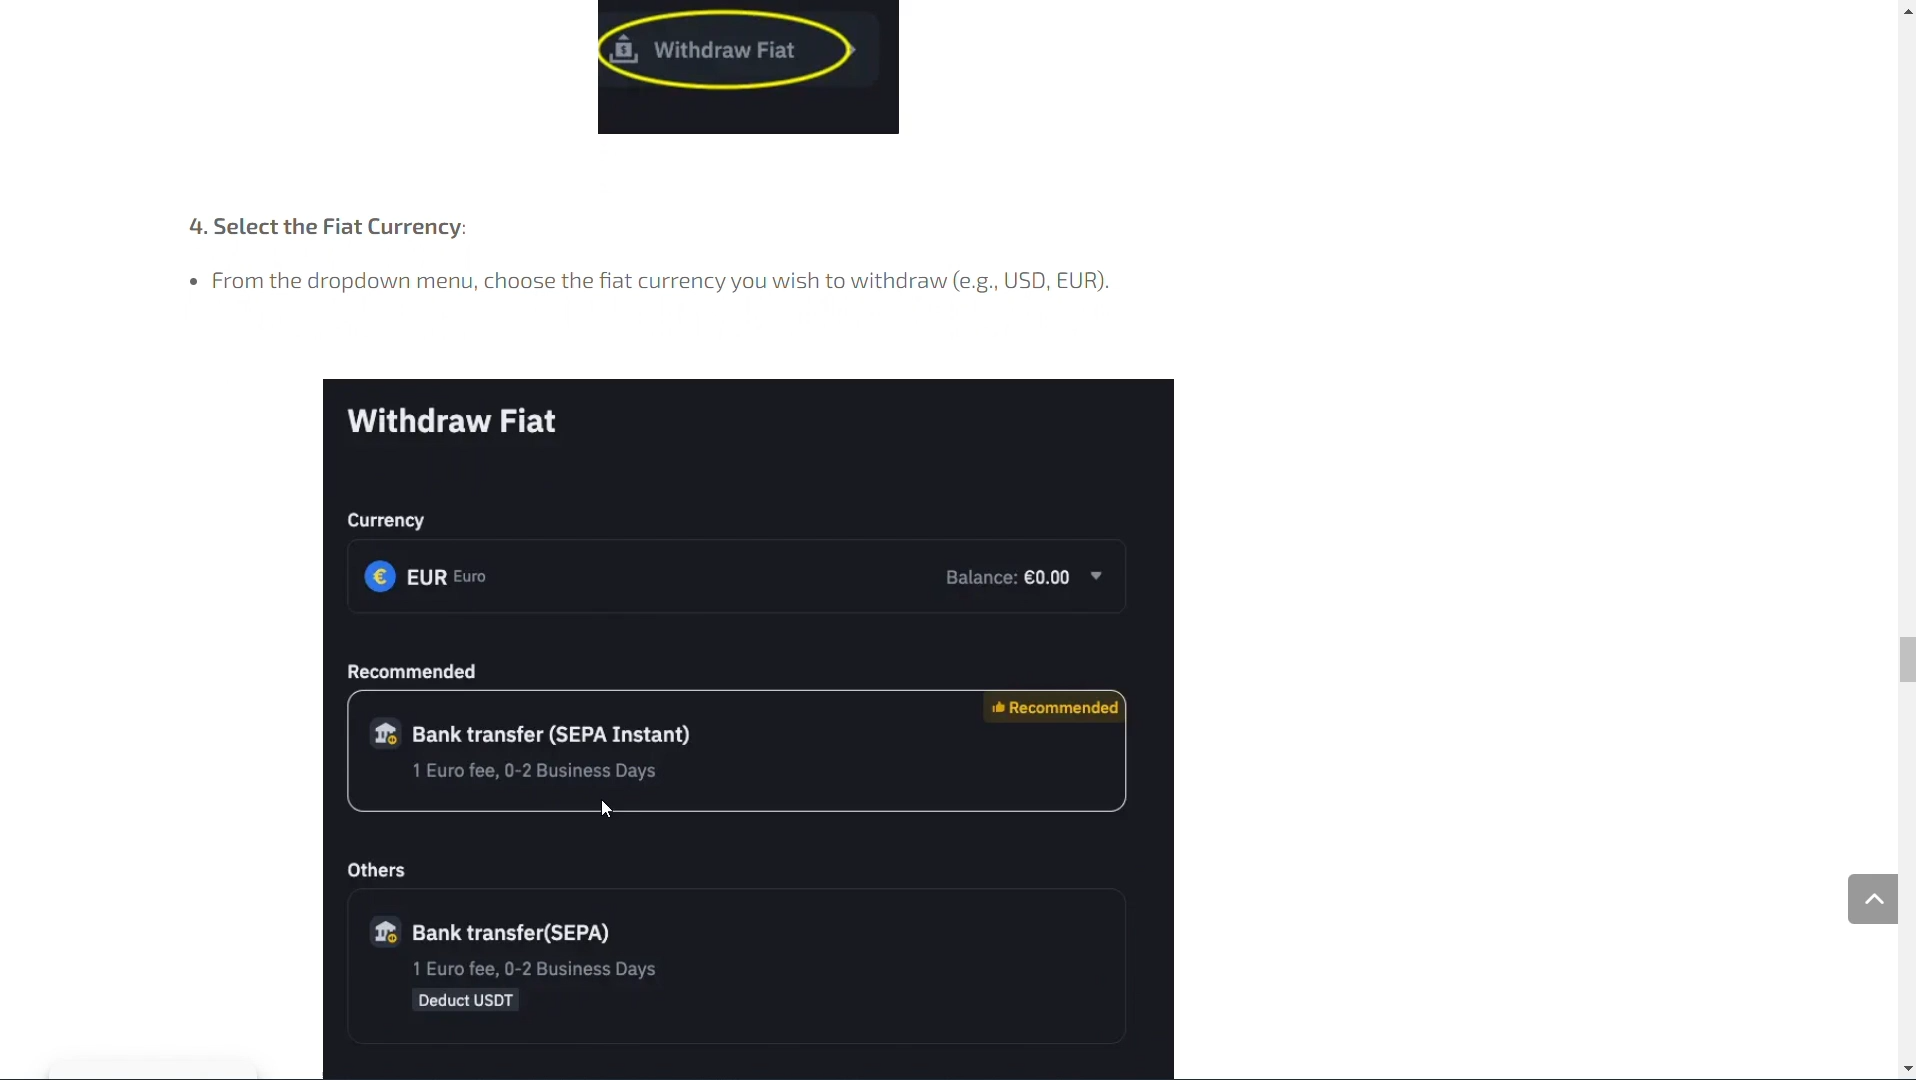 Withdraw Fiat
4. Select the Fiat Currency:
• From the dropdown menu, choose the fiat currency you wish to withdraw (e.g., USD, EUR).
Withdraw Fiat
Currency
€ EUR Euro Balance: €0.00
Recommended
Recommended
Bank transfer (SEPA Instant)
1 Euro fee, 0-2 Business Days
Others
Bank transfer(SEPA)
1 Euro fee, 0-2 Business Days
Deduct USDT